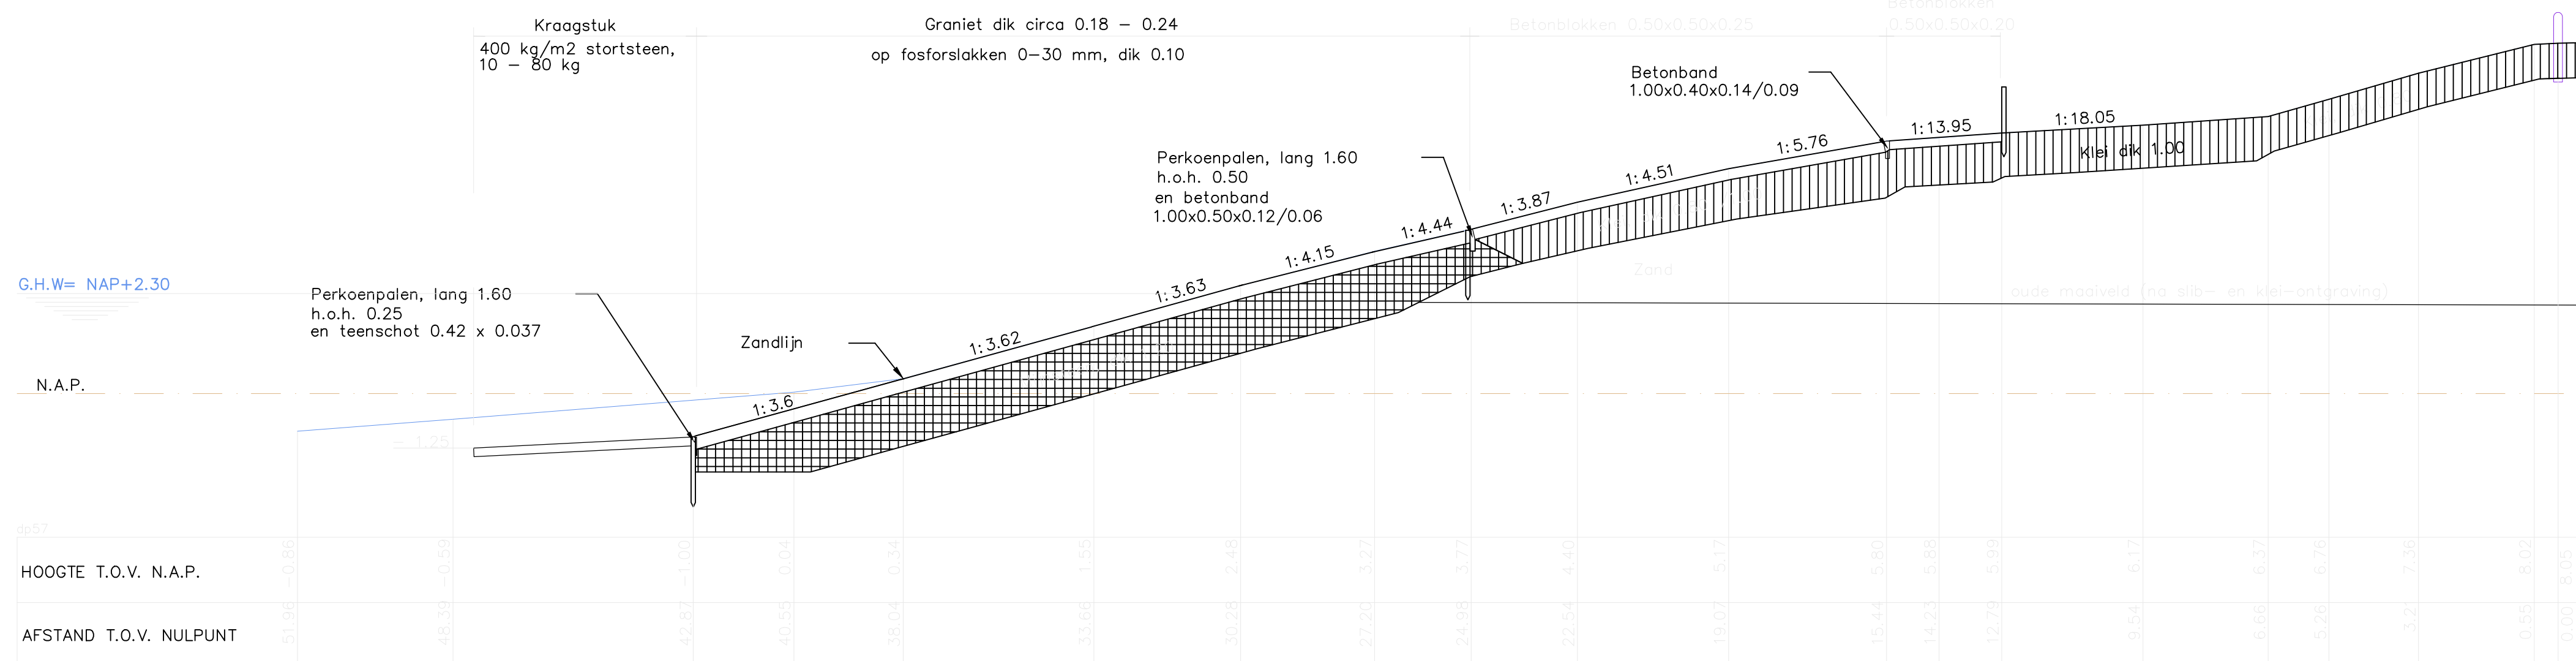 Kraagstuk
400 kg/m2 stortsteen,
10 - 80 kg
Graniet dik circa 0.18 - 0.24
op fosforslakken 0-30 mm, dik 0.10
Betonblokken 0.50x0.50x0.25
Betonblokken
0.50x0.50x0.20
Betonband
1.00x0.40x0.14/0.09
1:13.95
1:18.05
Klei dik 1.00
1:5.76
1:4.51
1:3.87
Perkoenpalen, lang 1.60
h.o.h. 0.50
en betonband
1.00x0.50x0.12/0.06
1:4.44
1:4.15
1:3.63
1:3.62
1:3.6
Zand
oude maaiveld (na slib- en klei-ontgraving)
G.H.W= NAP+2.30
Perkoenpalen, lang 1.60
h.o.h. 0.25
en teenschot 0.42 x 0.037
Zandlijn
N.A.P.
- 1.25
dp57
HOOGTE T.O.V. N.A.P. -0.86 -0.59 -1.00 0.04 0.34 1.55 2.48 3.27 3.77 4.40 5.17 5.80 5.88 5.99 6.17 6.37 6.76 7.36 8.02 8.05
AFSTAND T.O.V. NULPUNT 51.96 48.39 42.87 40.55 38.04 33.66 30.28 27.20 24.98 22.54 19.07 15.44 14.23 12.79 9.54 6.66 5.26 3.21 0.55 0.00